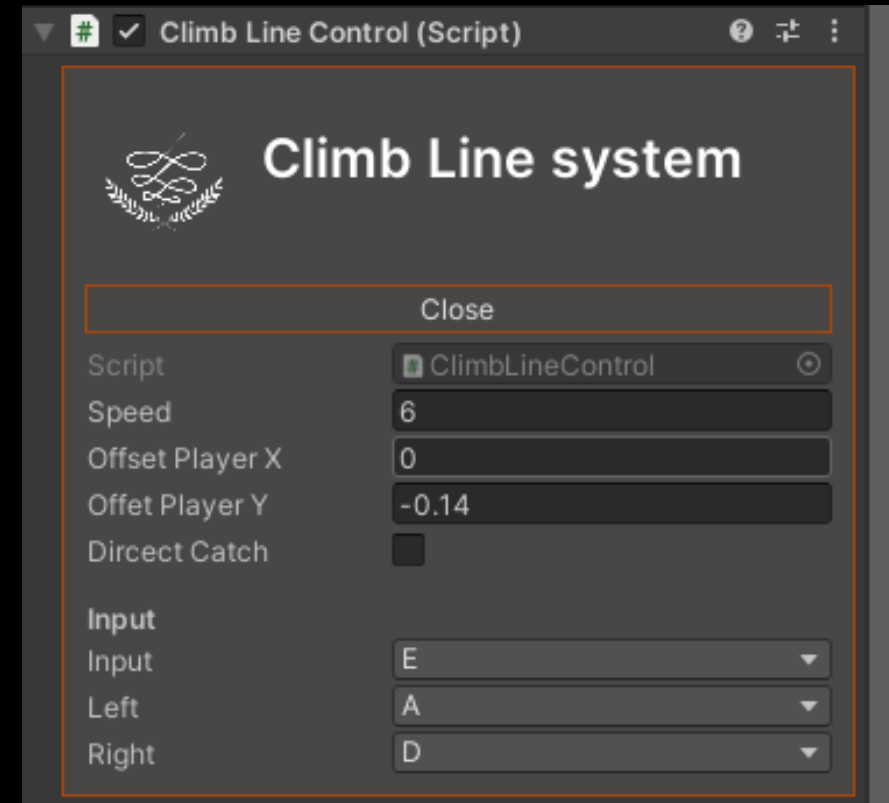 # Climb Line Control (Script)
Climb Line system
Close
Script # ClimbLineControl
Speed 6
Offset Player X 0
Offet Player Y -0.14
Dircect Catch
Input
Input E
Left A
Right D